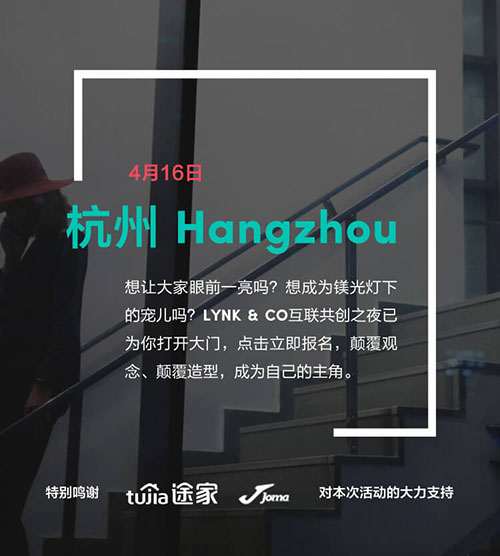 4月16日
杭州 Hangzhou
想让大家眼前一亮吗？想成为镁光灯下
的宠儿吗？LYNK & CO互联共创之夜已
为你打开大门，点击立即报名，颠覆观
念、颠覆造型，成为自己的主角。
特别鸣谢 tujia途家 Joma 对本次活动的大力支持